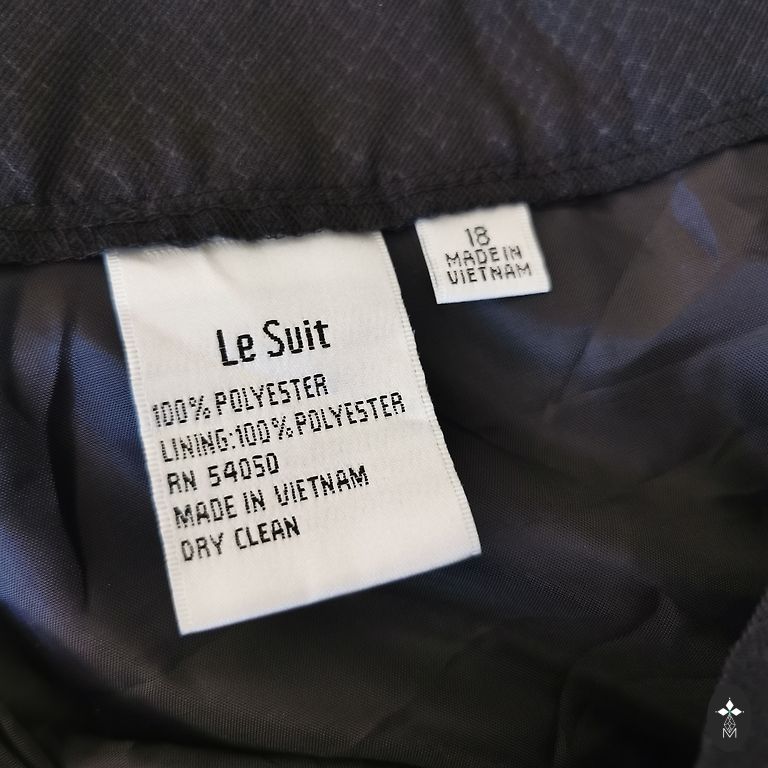 Le Suit
100% POLYESTER
LINING:100% POLYESTER
RN 54050
MADE IN VIETNAM
DRY CLEAN
18
MADE IN
VIETNAM
M